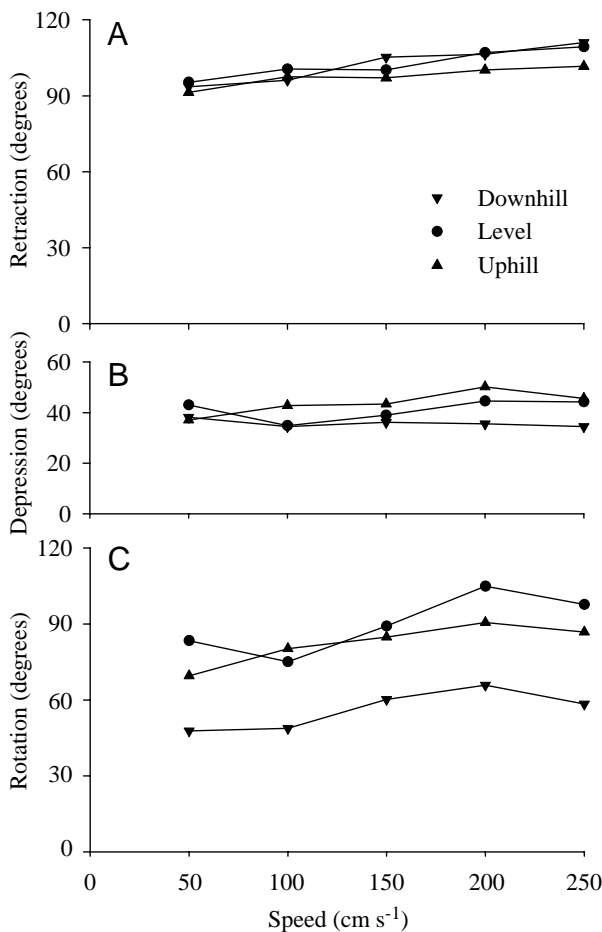 A
120
90
60
30
0
Retraction (degrees)
Downhill
Level
Uphill
B
60
40
20
0
Depression (degrees)
C
120
90
60
30
0
Rotation (degrees)
0 50 100 150 200 250
Speed (cm s-1)